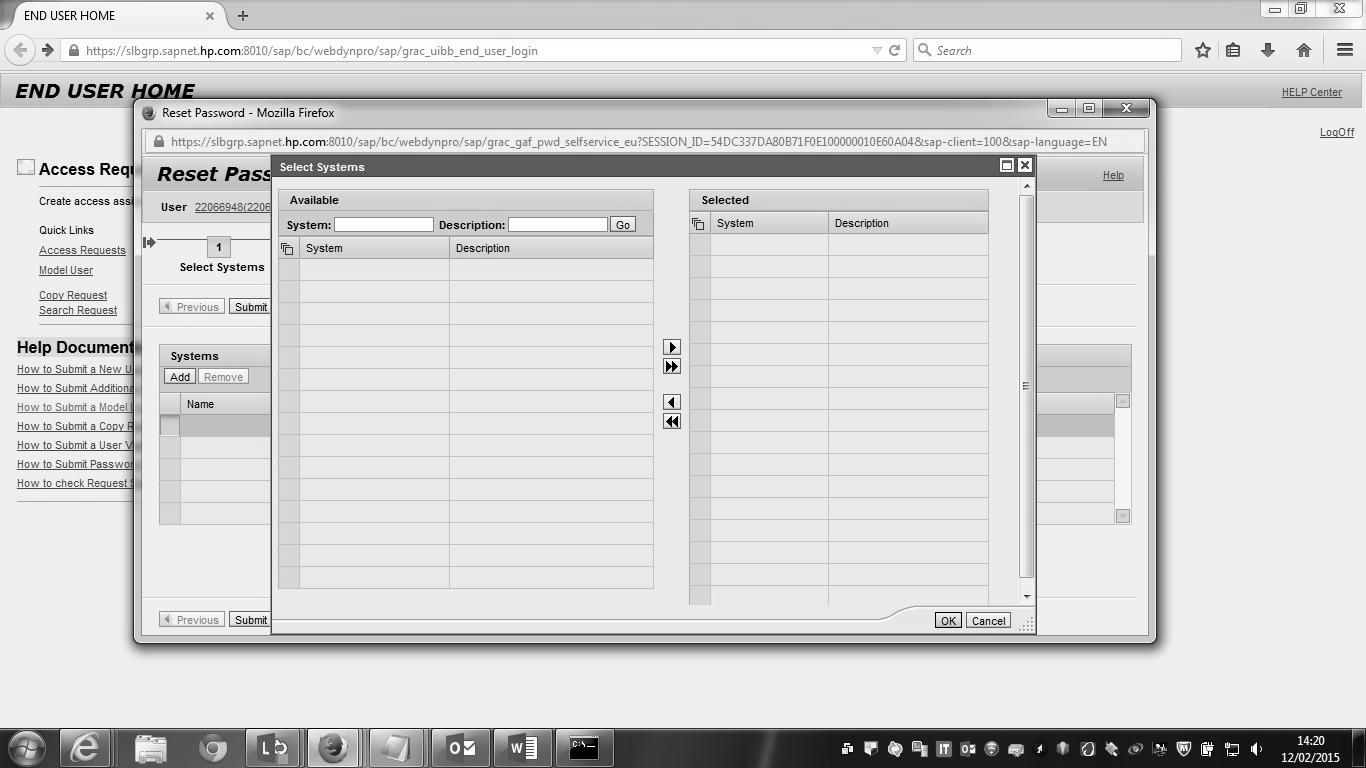 END USER HOME
https://slbgrp.sapnet.hp.com:8010/sap/bc/webdynpro/sap/grac_uibb_end_user_login
Search
END USER HOME
HELP Center
Reset Password - Mozilla Firefox
https://slbgrp.sapnet.hp.com:8010/sap/bc/webdynpro/sap/grac_gaf_pwd_selfservice_eu?SESSION_ID=54DC337DA80B71F0E100000010E60A04&sap-client=100&sap-language=EN
LogOff
Access Requ
Reset Pass
Select Systems
Help
Create access assi
User 22066948(2206
Available
Selected
System:
Description:
Go
System
Description
System
Description
Quick Links
Access Requests
Model User
Copy Request
Search Request
1
Select Systems
Previous
Submit
Help Document
How to Submit a New U
How to Submit Additiona
How to Submit a Model U
How to Submit a Copy R
How to Submit a User V
How to Submit Passwor
How to check Request S
Systems
Add
Remove
Name
Previous
Submit
OK
Cancel
14:20
12/02/2015